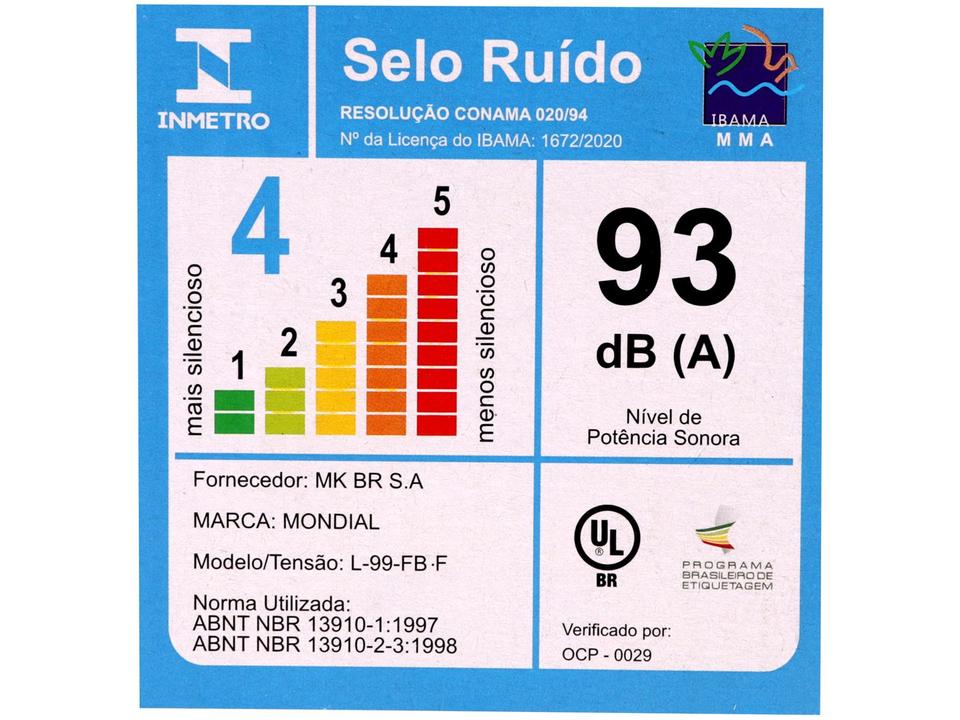 INMETRO
Selo Ruído
RESOLUÇÃO CONAMA 020/94
Nº da Licença do IBAMA: 1672/2020
IBAMA
M M A
4
mais silencioso
1
2
3
4
5
menos silencioso
93
dB (A)
Nível de
Potência Sonora
Fornecedor: MK BR S.A
MARCA: MONDIAL
Modelo/Tensão: L-99-FB-F
Norma Utilizada:
ABNT NBR 13910-1:1997
ABNT NBR 13910-2-3:1998
UL
®
BR
PROGRAMA
BRASILEIRO DE
ETIQUETAGEM
Verificado por:
OCP - 0029